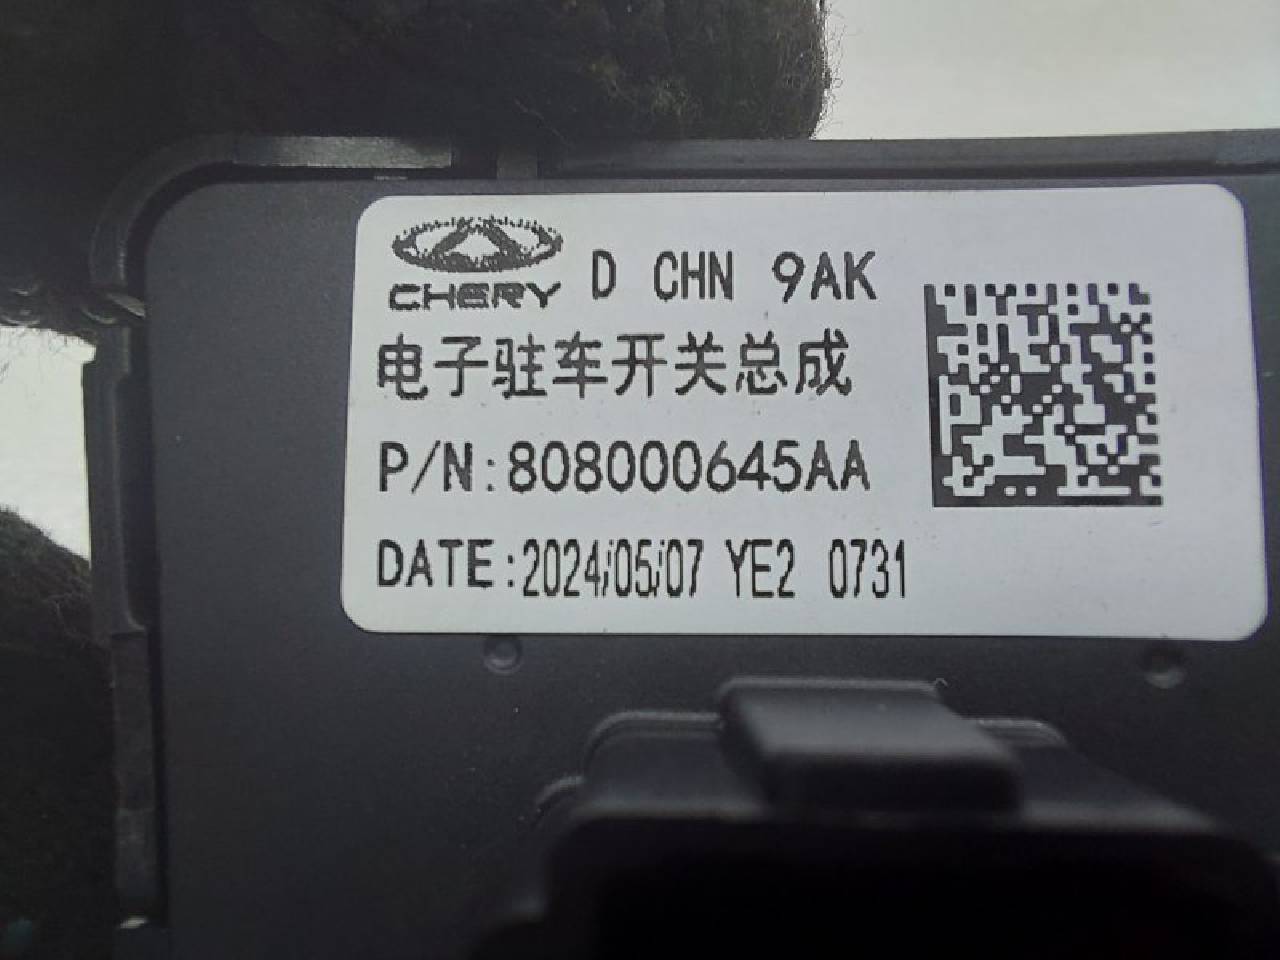 CHERY D CHN 9AK
电子驻车开关总成
P/N:808000645AA
DATE:2024/05/07 YE2 0731